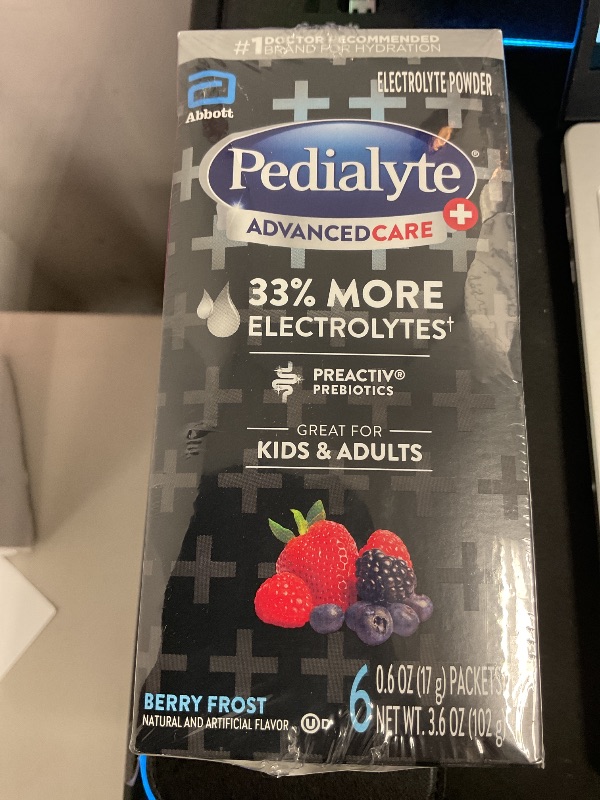 #1 DOCTOR RECOMMENDED
BRAND FOR HYDRATION
ELECTROLYTE POWDER
Abbott
Pedialyte®
ADVANCEDCARE
33% MORE
ELECTROLYTES†
PREACTIV®
PREBIOTICS
GREAT FOR
KIDS & ADULTS
BERRY FROST
NATURAL AND ARTIFICIAL FLAVOR
U D
6 0.6 OZ (17 g) PACKETS
NET WT. 3.6 OZ (102 g)